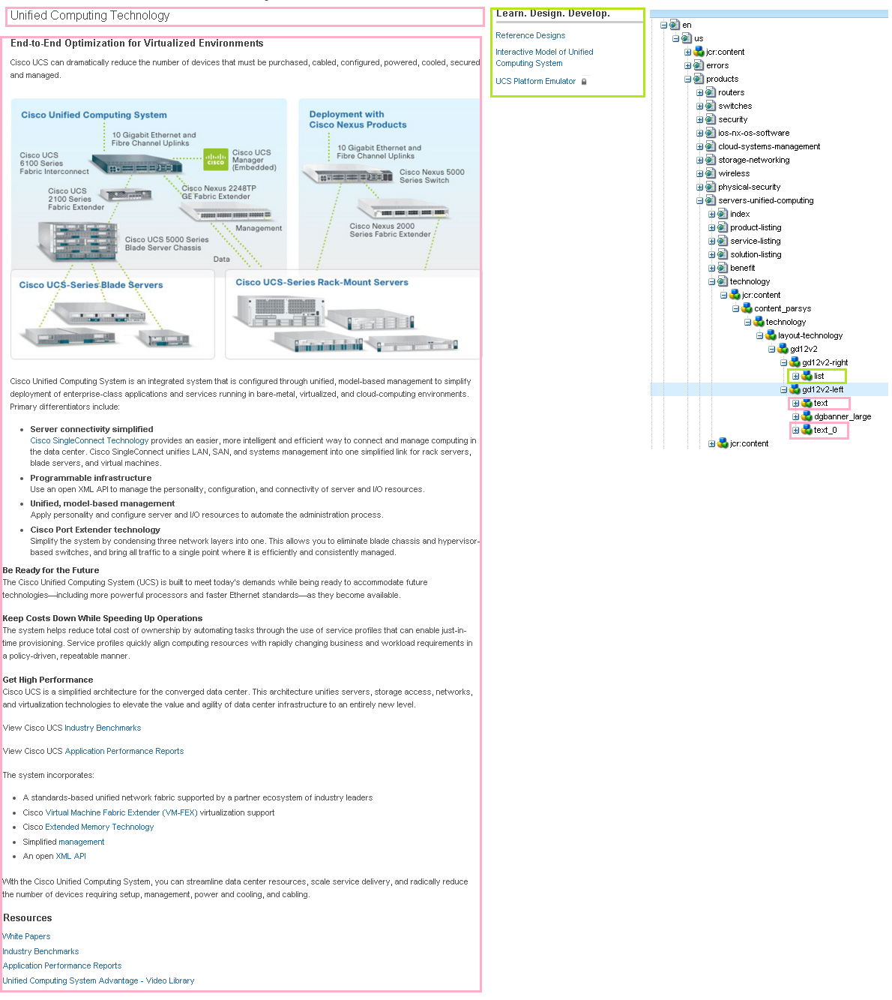 Unified Computing Technology
End-to-End Optimization for Virtualized Environments
Cisco UCS can dramatically reduce the number of devices that must be purchased, cabled, configured, powered, cooled, secured
and managed.
Cisco Unified Computing System
10 Gigabit Ethernet and
Fibre Channel Uplinks
Cisco UCS
6100 Series
Fabric Interconnect
CISCO
Cisco UCS
Manager
(Embedded)
Cisco UCS
2100 Series
Fabric Extender
Cisco Nexus 2248TP
GE Fabric Extender
Management
Cisco UCS 5000 Series
Blade Server Chassis
Data
Deployment with
Cisco Nexus Products
10 Gigabit Ethernet and
Fibre Channel Uplinks
Cisco Nexus 5000
Series Switch
Cisco Nexus 2000
Series Fabric Extender
Cisco UCS-Series Blade Servers
Cisco UCS-Series Rack-Mount Servers
Cisco Unified Computing System is an integrated system that is configured through unified, model-based management to simplify
deployment of enterprise-class applications and services running in bare-metal, virtualized, and cloud-computing environments.
Primary differentiators include:
• Server connectivity simplified
Cisco SingleConnect Technology provides an easier, more intelligent and efficient way to connect and manage computing in
the data center. Cisco SingleConnect unifies LAN, SAN, and systems management into one simplified link for rack servers,
blade servers, and virtual machines.
• Programmable infrastructure
Use an open XML API to manage the personality, configuration, and connectivity of server and I/O resources.
• Unified, model-based management
Apply personality and configure server and I/O resources to automate the administration process.
• Cisco Port Extender technology
Simplify the system by condensing three network layers into one. This allows you to eliminate blade chassis and hypervisor-
based switches, and bring all traffic to a single point where it is efficiently and consistently managed.
Be Ready for the Future
The Cisco Unified Computing System (UCS) is built to meet today's demands while being ready to accommodate future
technologies—including more powerful processors and faster Ethernet standards—as they become available.
Keep Costs Down While Speeding Up Operations
The system helps reduce total cost of ownership by automating tasks through the use of service profiles that can enable just-in-
time provisioning. Service profiles quickly align computing resources with rapidly changing business and workload requirements in
a policy-driven, repeatable manner.
Get High Performance
Cisco UCS is a simplified architecture for the converged data center. This architecture unifies servers, storage access, networks,
and virtualization technologies to elevate the value and agility of data center infrastructure to an entirely new level.
View Cisco UCS Industry Benchmarks
View Cisco UCS Application Performance Reports
The system incorporates:
• A standards-based unified network fabric supported by a partner ecosystem of industry leaders
• Cisco Virtual Machine Fabric Extender (VM-FEX) virtualization support
• Cisco Extended Memory Technology
• Simplified management
• An open XML API
With the Cisco Unified Computing System, you can streamline data center resources, scale service delivery, and radically reduce
the number of devices requiring setup, management, power and cooling, and cabling.
Resources
White Papers
Industry Benchmarks
Application Performance Reports
Unified Computing System Advantage - Video Library
Learn. Design. Develop.
Reference Designs
Interactive Model of Unified
Computing System
UCS Platform Emulator
en
us
jcr:content
errors
products
routers
switches
security
ios-nx-os-software
cloud-systems-management
storage-networking
wireless
physical-security
servers-unified-computing
index
product-listing
service-listing
solution-listing
benefit
technology
jcr:content
content_parsys
technology
layout-technology
gd12v2
gd12v2-right
list
gd12v2-left
text
dgbanner_large
text_0
jcr:content